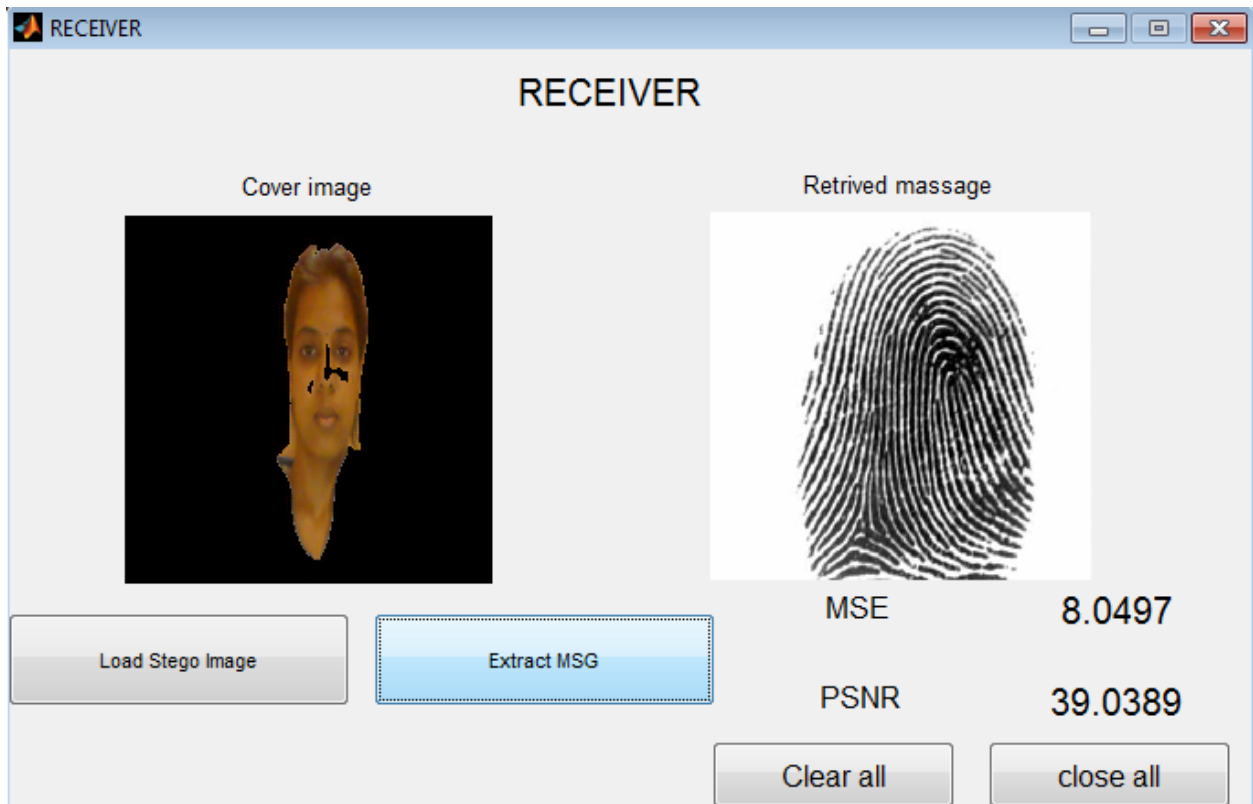 RECEIVER
RECEIVER
Cover image
Retrived massage
Load Stego Image
Extract MSG
MSE 8.0497
PSNR 39.0389
Clear all
close all